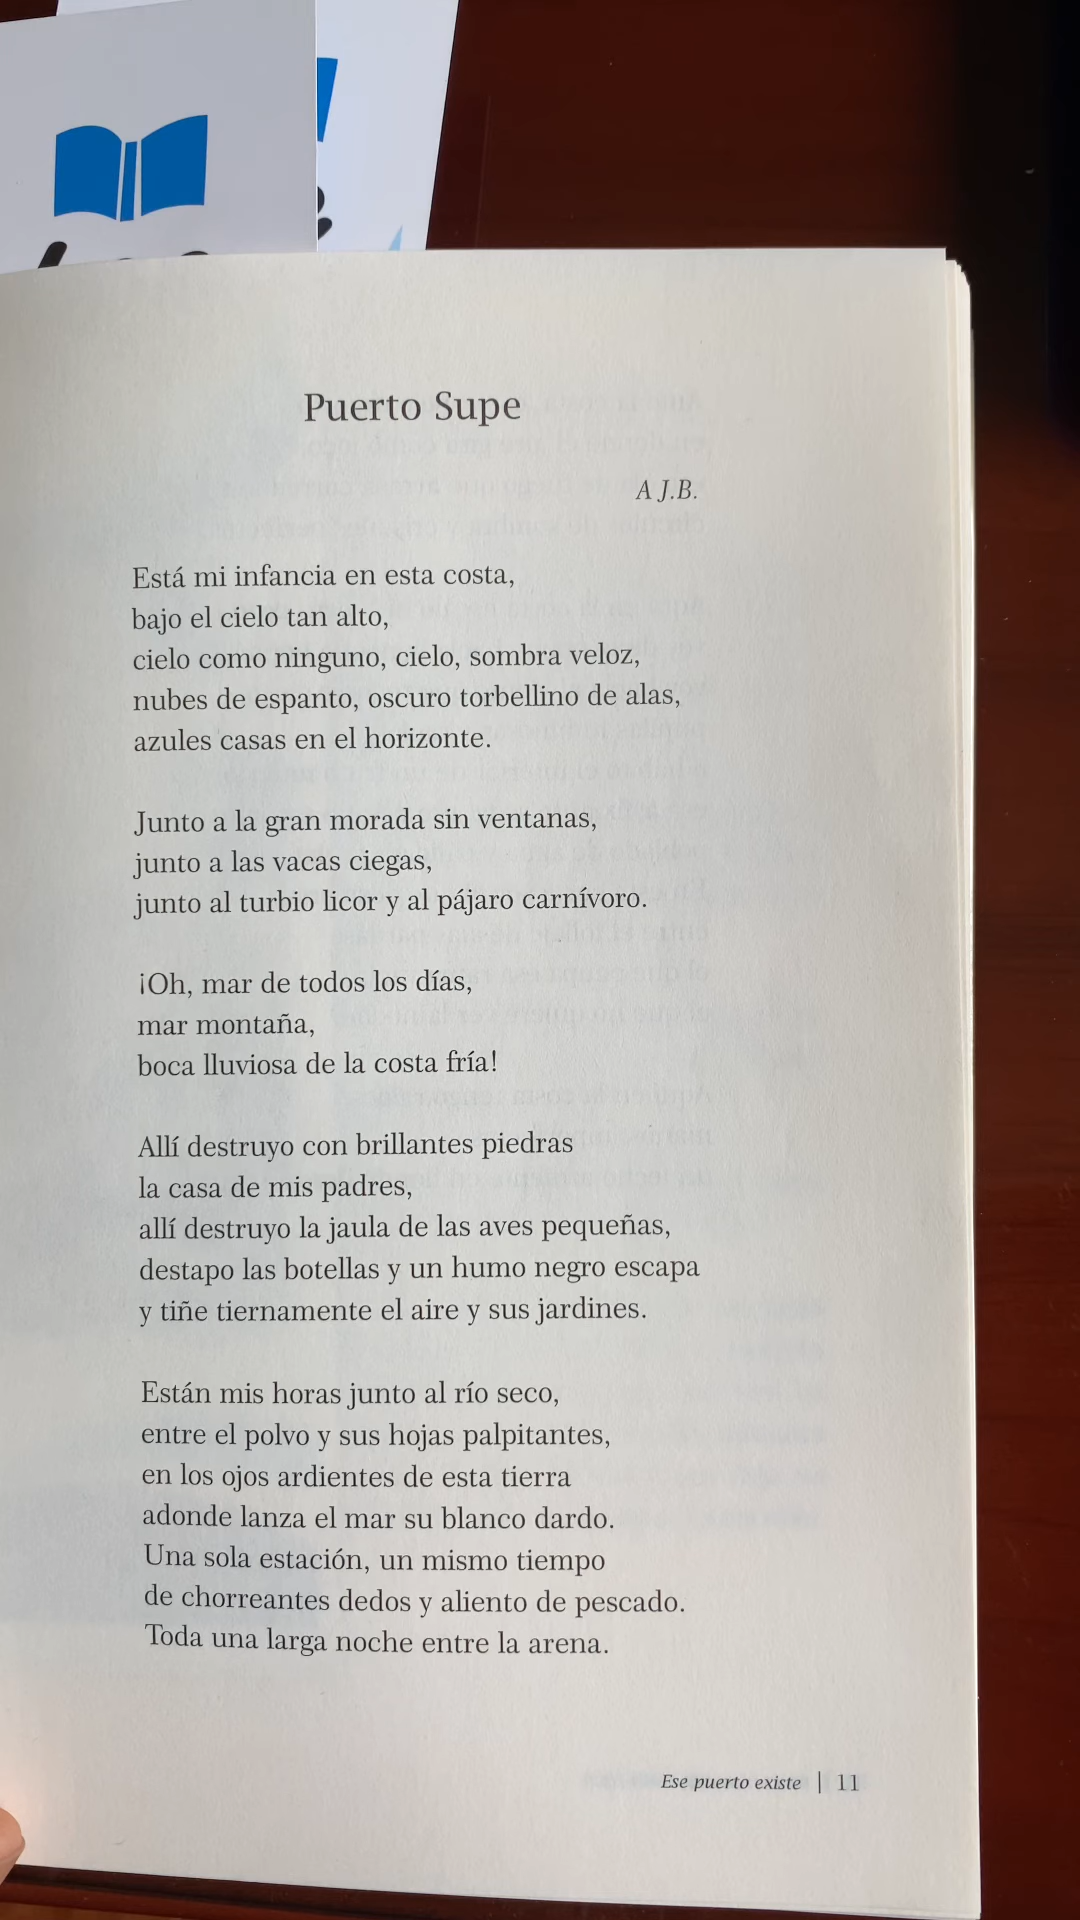 Puerto Supe
A J.B.
Está mi infancia en esta costa,
bajo el cielo tan alto,
cielo como ninguno, cielo, sombra veloz,
nubes de espanto, oscuro torbellino de alas,
azules casas en el horizonte.
Junto a la gran morada sin ventanas,
junto a las vacas ciegas,
junto al turbio licor y al pájaro carnívoro.
¡Oh, mar de todos los días,
mar montaña,
boca lluviosa de la costa fría!
Allí destruyo con brillantes piedras
la casa de mis padres,
allí destruyo la jaula de las aves pequeñas,
destapo las botellas y un humo negro escapa
y tiñe tiernamente el aire y sus jardines.
Están mis horas junto al río seco,
entre el polvo y sus hojas palpitantes,
en los ojos ardientes de esta tierra
adonde lanza el mar su blanco dardo.
Una sola estación, un mismo tiempo
de chorreantes dedos y aliento de pescado.
Toda una larga noche entre la arena.
Ese puerto existe | 11